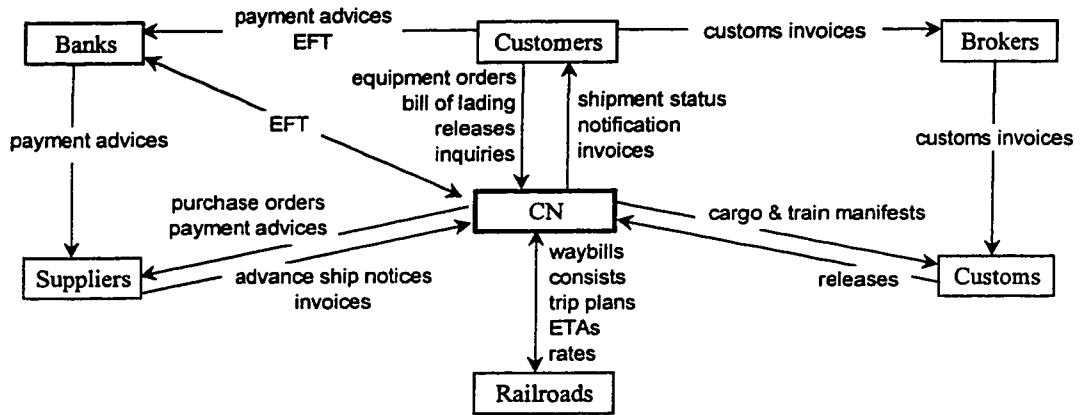 payment advices
EFT
Banks
Customers
customs invoices
Brokers
equipment orders
bill of lading
releases
inquiries
shipment status
notification
invoices
EFT
payment advices
customs invoices
purchase orders
payment advices
CN
cargo & train manifests
Suppliers
advance ship notices
invoices
waybills
consists
trip plans
ETAs
rates
releases
Customs
Railroads